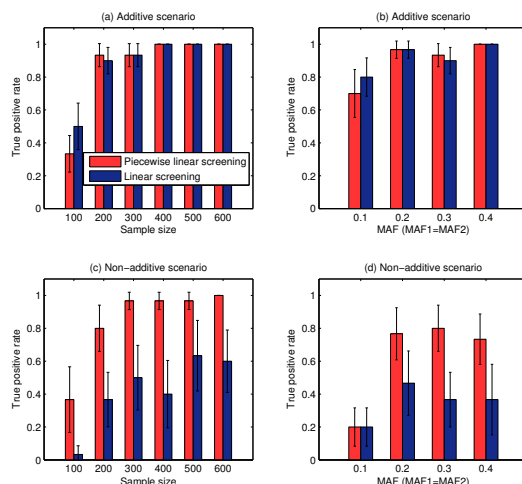 (a) Additive scenario
True positive rate
1
0.8
0.6
0.4
0.2
0
Piecewise linear screening
Linear screening
100 200 300 400 500 600
Sample size
(b) Additive scenario
True positive rate
1
0.8
0.6
0.4
0.2
0
0.1 0.2 0.3 0.4
MAF (MAF1=MAF2)
(c) Non−additive scenario
True positive rate
1
0.8
0.6
0.4
0.2
0
100 200 300 400 500 600
Sample size
(d) Non−additive scenario
True positive rate
1
0.8
0.6
0.4
0.2
0
0.1 0.2 0.3 0.4
MAF (MAF1=MAF2)